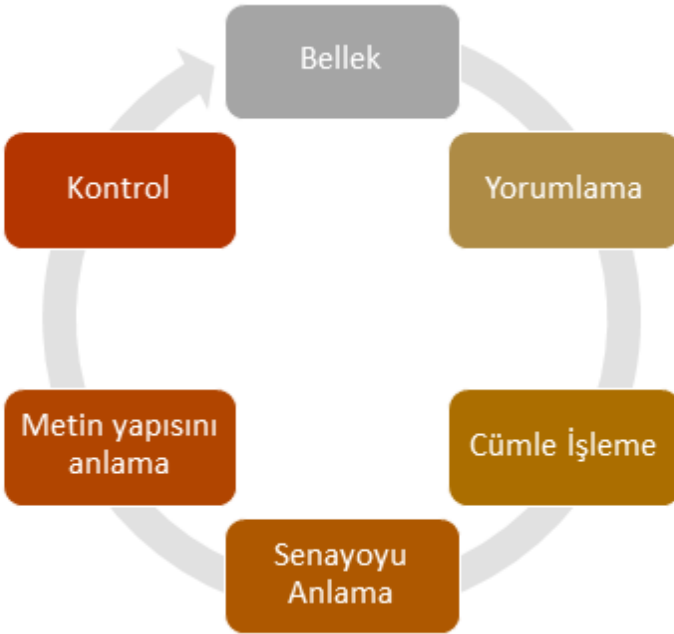 Bellek
Yorumlama
Cümle İşleme
Senayoyu
Anlama
Metin yapısını
anlama
Kontrol